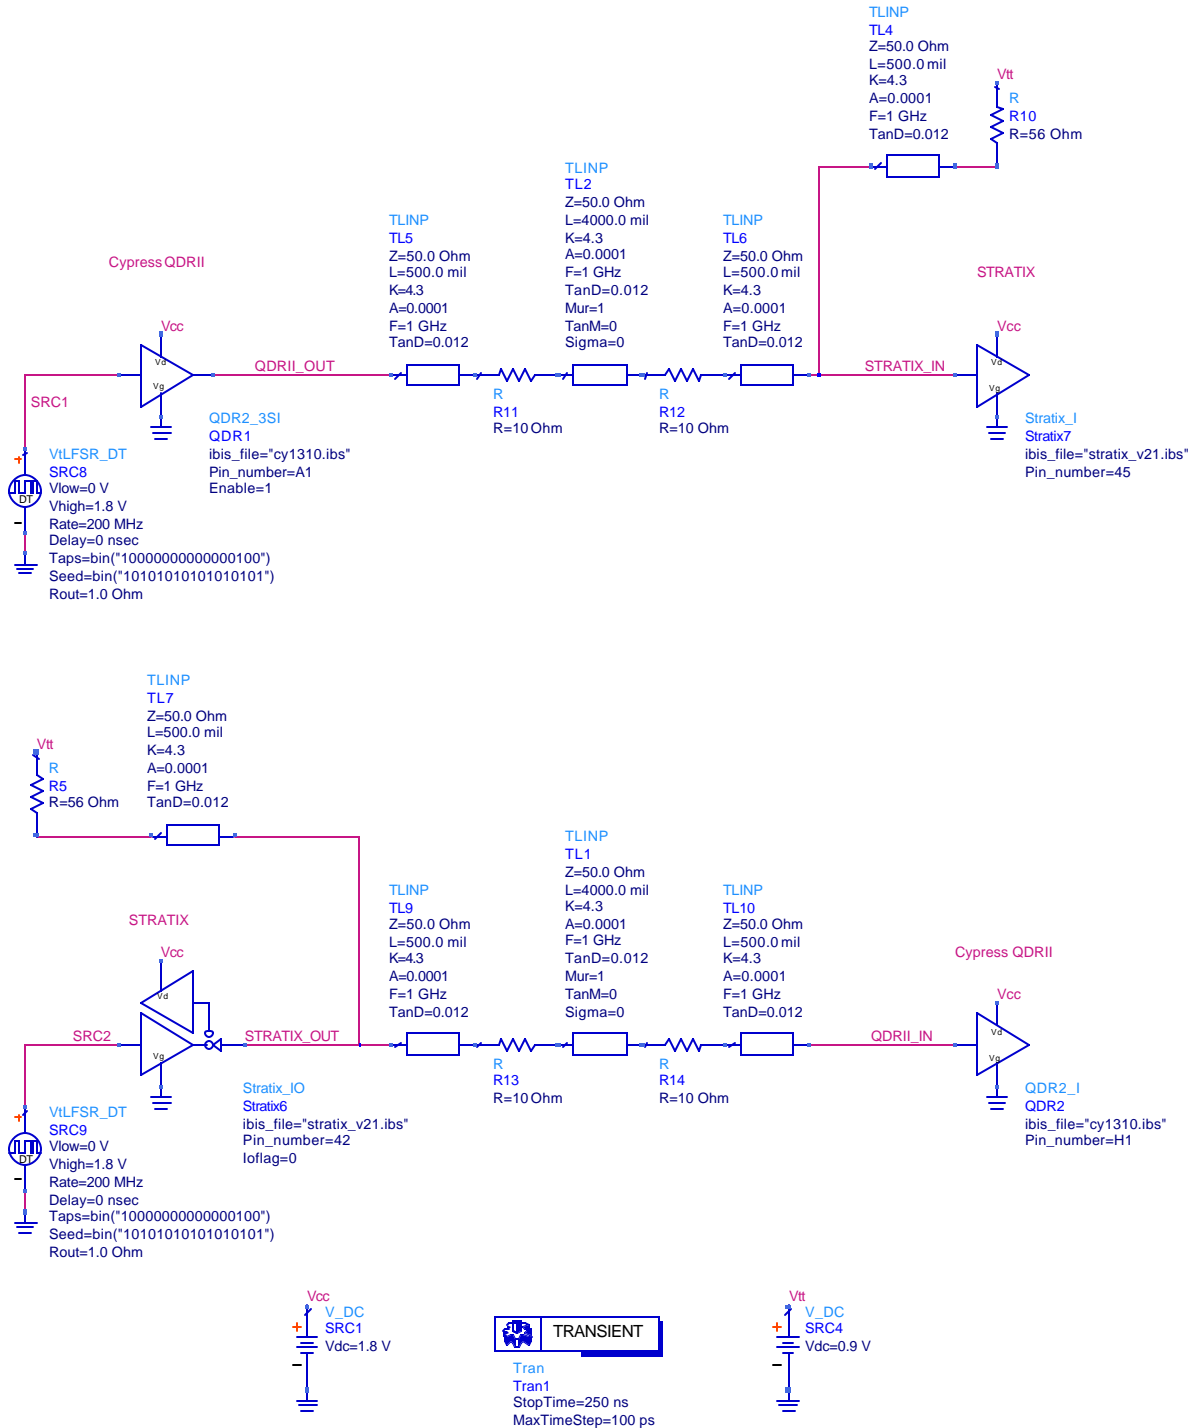 TLINP
TL4
Z=50.0 Ohm
L=500.0 mil
K=4.3
A=0.0001
F=1 GHz
TanD=0.012
Vtt
R
R10
R=56 Ohm
TLINP
TL2
Z=50.0 Ohm
L=4000.0 mil
K=4.3
A=0.0001
F=1 GHz
TanD=0.012
Mur=1
TanM=0
Sigma=0
TLINP
TL5
Z=50.0 Ohm
L=500.0 mil
K=4.3
A=0.0001
F=1 GHz
TanD=0.012
TLINP
TL6
Z=50.0 Ohm
L=500.0 mil
K=4.3
A=0.0001
F=1 GHz
TanD=0.012
Cypress QDRII
STRATIX
Vcc
Vd
Vg
QDRII_OUT
STRATIX_IN
Vcc
Vd
Vg
SRC1
R
R11
R=10 Ohm
R
R12
R=10 Ohm
QDR2_3SI
QDR1
ibis_file="cy1310.ibs"
Pin_number=A1
Enable=1
Stratix_I
Stratix7
ibis_file="stratix_v21.ibs"
Pin_number=45
+
DT
−
VtLFSR_DT
SRC8
Vlow=0 V
Vhigh=1.8 V
Rate=200 MHz
Delay=0 nsec
Taps=bin("10000000000000100")
Seed=bin("10101010101010101")
Rout=1.0 Ohm
TLINP
TL7
Z=50.0 Ohm
L=500.0 mil
K=4.3
A=0.0001
F=1 GHz
TanD=0.012
Vtt
R
R5
R=56 Ohm
TLINP
TL1
Z=50.0 Ohm
L=4000.0 mil
K=4.3
A=0.0001
F=1 GHz
TanD=0.012
Mur=1
TanM=0
Sigma=0
TLINP
TL9
Z=50.0 Ohm
L=500.0 mil
K=4.3
A=0.0001
F=1 GHz
TanD=0.012
TLINP
TL10
Z=50.0 Ohm
L=500.0 mil
K=4.3
A=0.0001
F=1 GHz
TanD=0.012
STRATIX
Cypress QDRII
Vcc
Vd
Vg
SRC2
STRATIX_OUT
QDRII_IN
Vcc
Vd
Vg
R
R13
R=10 Ohm
R
R14
R=10 Ohm
Stratix_IO
Stratix6
ibis_file="stratix_v21.ibs"
Pin_number=42
Ioflag=0
QDR2_I
QDR2
ibis_file="cy1310.ibs"
Pin_number=H1
+
DT
−
VtLFSR_DT
SRC9
Vlow=0 V
Vhigh=1.8 V
Rate=200 MHz
Delay=0 nsec
Taps=bin("10000000000000100")
Seed=bin("10101010101010101")
Rout=1.0 Ohm
Vcc
+
−
V_DC
SRC1
Vdc=1.8 V
TRANSIENT
Tran
Tran1
StopTime=250 ns
MaxTimeStep=100 ps
Vtt
+
−
V_DC
SRC4
Vdc=0.9 V